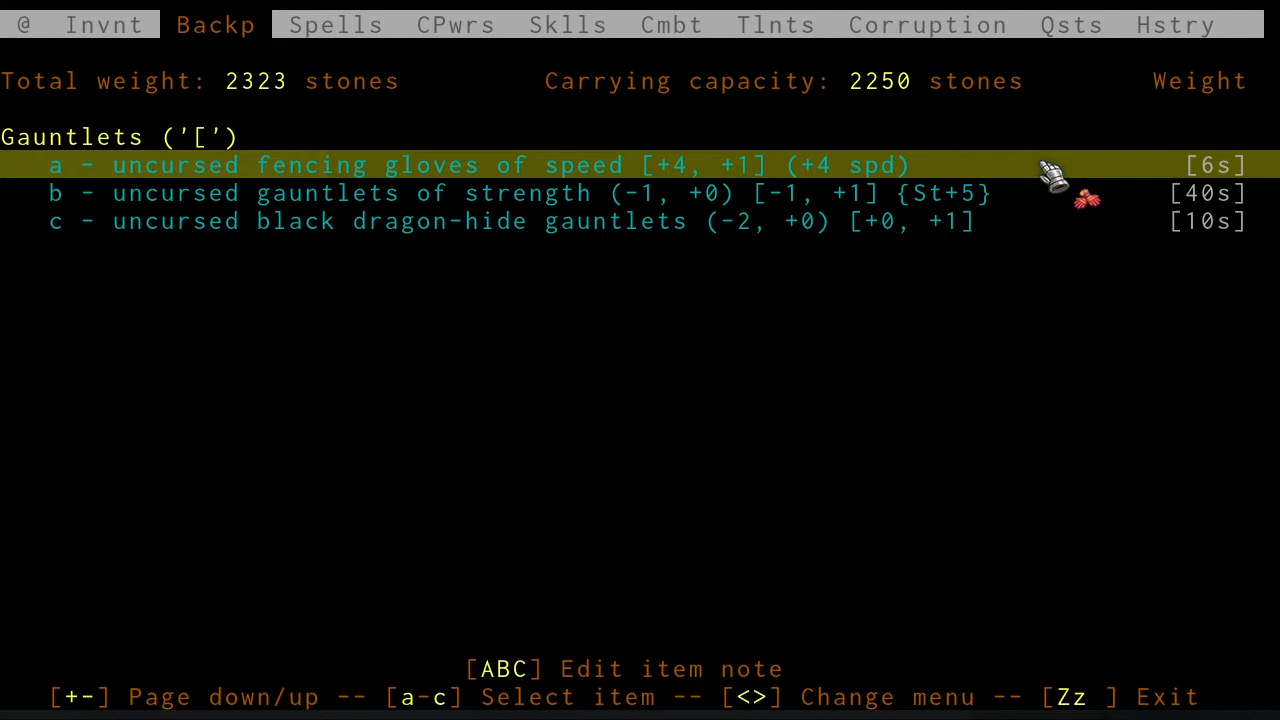 @ Invnt Backp Spells CPwrs Sklls Cmbt Tlnts Corruption Qsts Hstry
Total weight: 2323 stones Carrying capacity: 2250 stones Weight
Gauntlets ('[')
a - uncursed fencing gloves of speed [+4, +1] (+4 spd) [6s]
b - uncursed gauntlets of strength (-1, +0) [-1, +1] {St+5} [40s]
c - uncursed black dragon-hide gauntlets (-2, +0) [+0, +1] [10s]
[ABC] Edit item note
[+-] Page down/up -- [a-c] Select item -- [<>] Change menu -- [Zz ] Exit